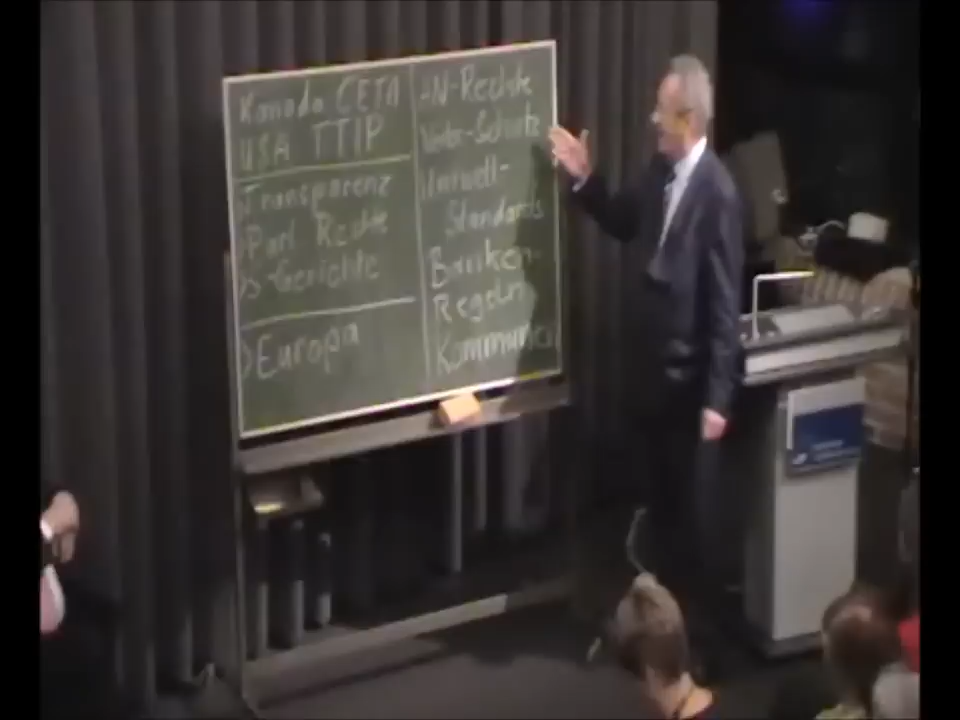 Kanada CETA
USA TTIP
Transparenz
Parl Rechte
S-Gerichte
>Europa
AN-Rechte
Verbr-Schutz
Umwelt-
Standards
Banken-
Regeln
Kommunen